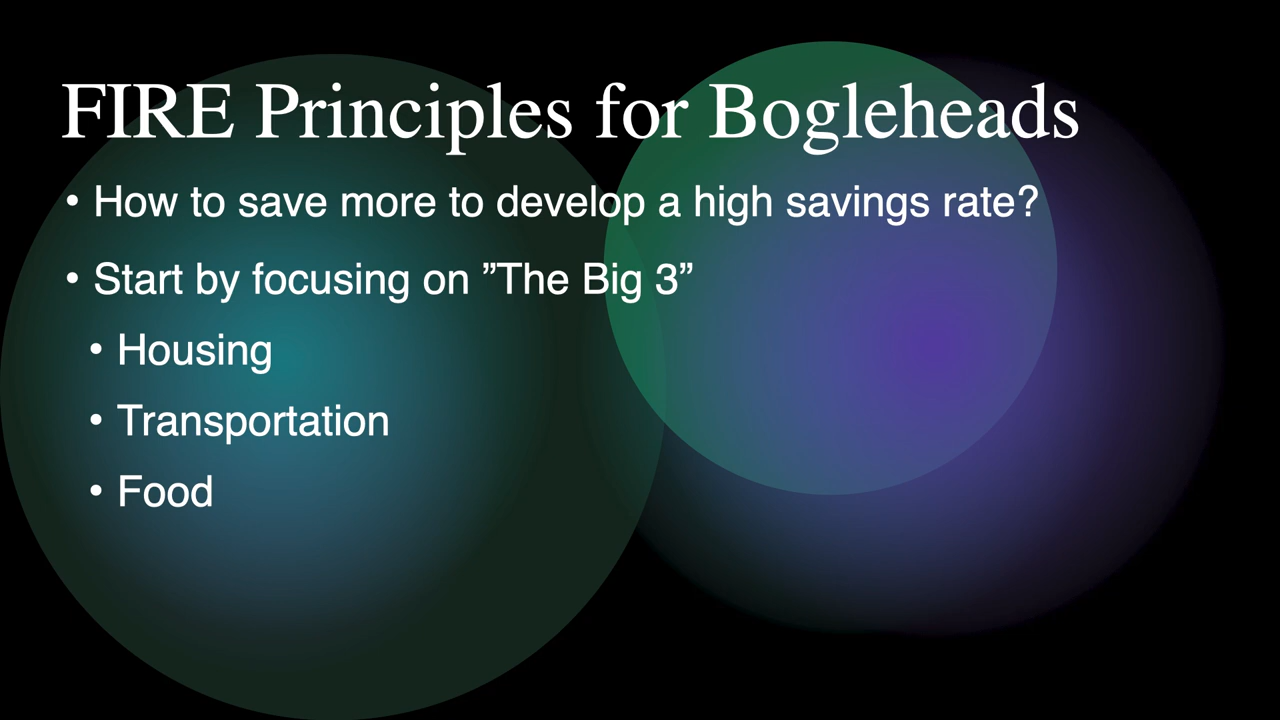 FIRE Principles for Bogleheads
• How to save more to develop a high savings rate?
• Start by focusing on ”The Big 3”
• Housing
• Transportation
• Food